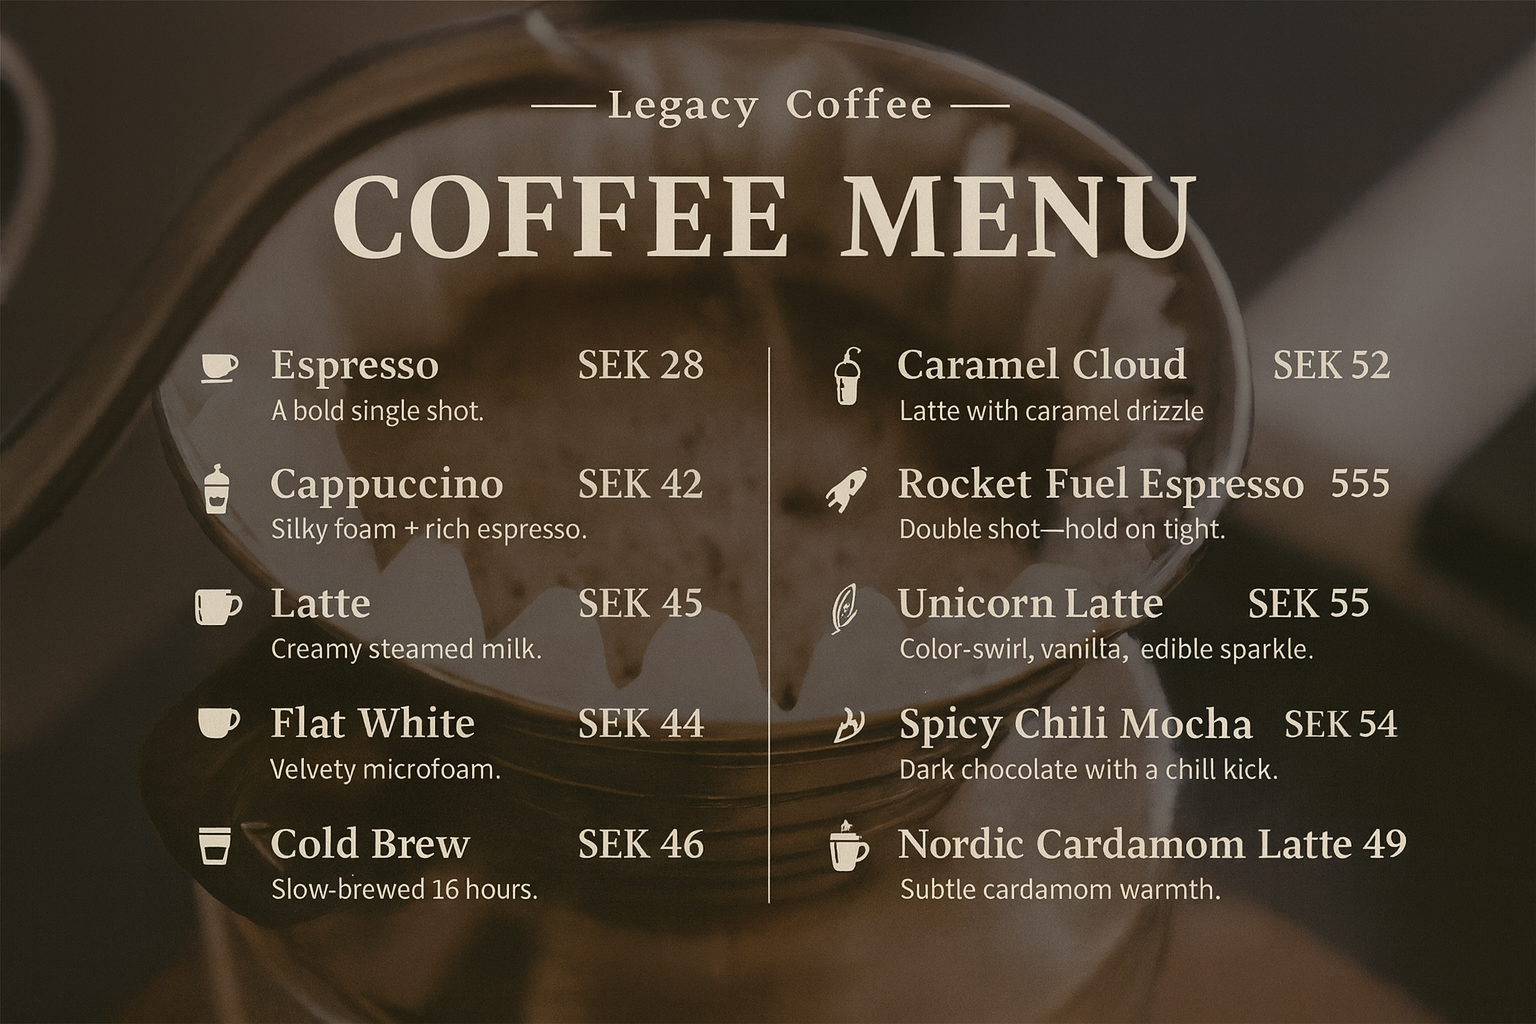 Legacy Coffee
COFFEE MENU
Espresso SEK 28
A bold single shot.
Cappuccino SEK 42
Silky foam + rich espresso.
Latte SEK 45
Creamy steamed milk.
Flat White SEK 44
Velvety microfoam.
Cold Brew SEK 46
Slow-brewed 16 hours.
Caramel Cloud SEK 52
Latte with caramel drizzle
Rocket Fuel Espresso 555
Double shot—hold on tight.
Unicorn Latte SEK 55
Color-swirl, vanilta, edible sparkle.
Spicy Chili Mocha SEK 54
Dark chocolate with a chill kick.
Nordic Cardamom Latte 49
Subtle cardamom warmth.